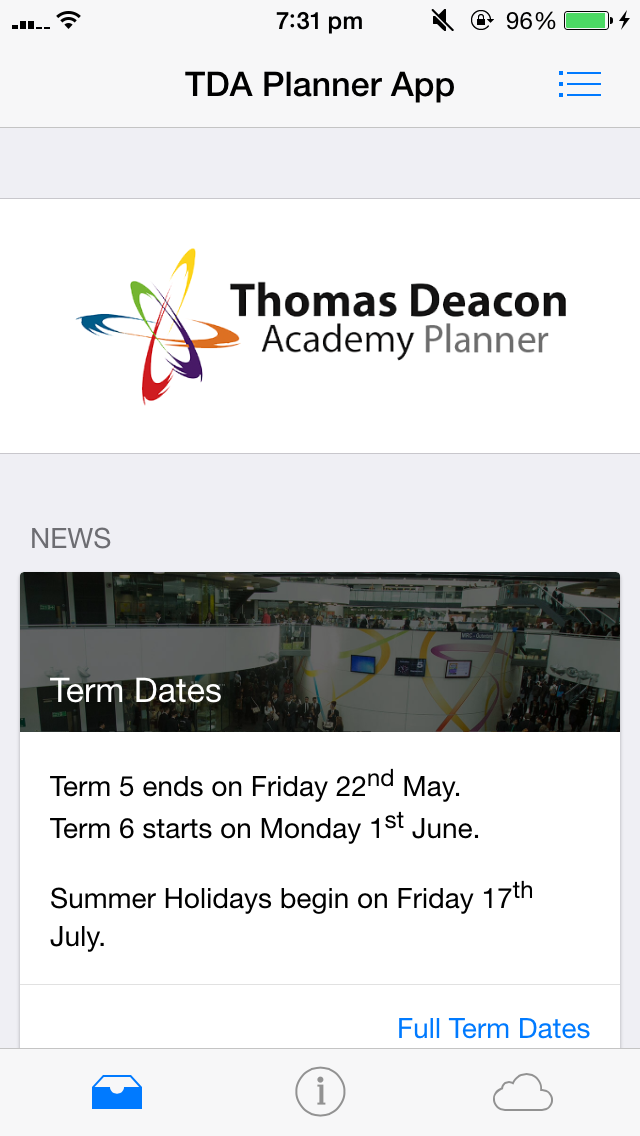 7:31 pm 96%
TDA Planner App
Thomas Deacon
Academy Planner
NEWS
Term Dates
Term 5 ends on Friday 22nd May.
Term 6 starts on Monday 1st June.
Summer Holidays begin on Friday 17th
July.
Full Term Dates